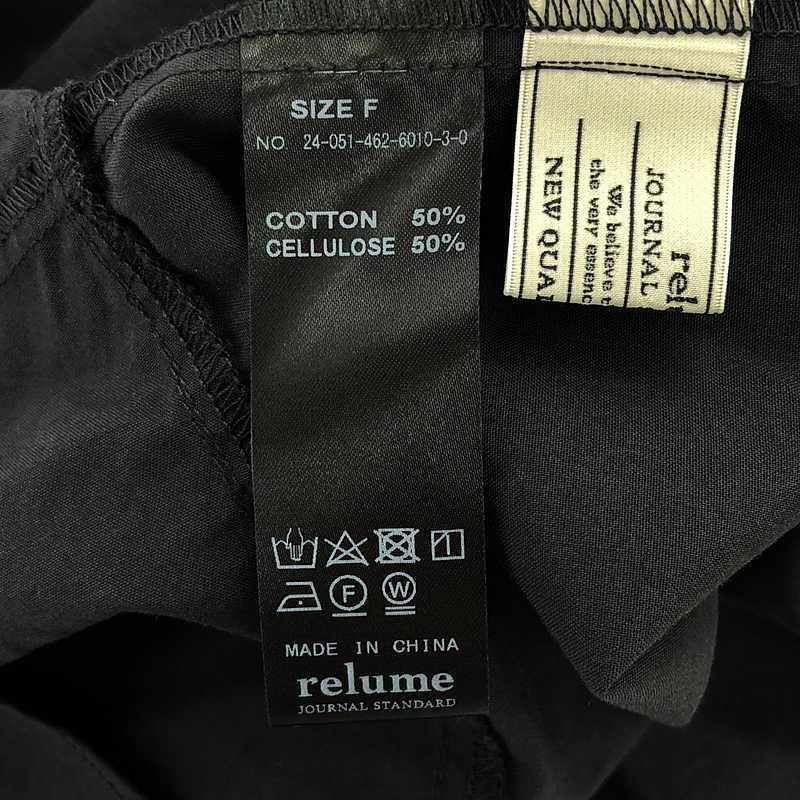 SIZE F
NO 24-051-462-6010-3-0
COTTON 50%
CELLULOSE 50%
F
W
MADE IN CHINA
relume
JOURNAL STANDARD
JOURNAL
We believe
the very essenc
NEW QUA